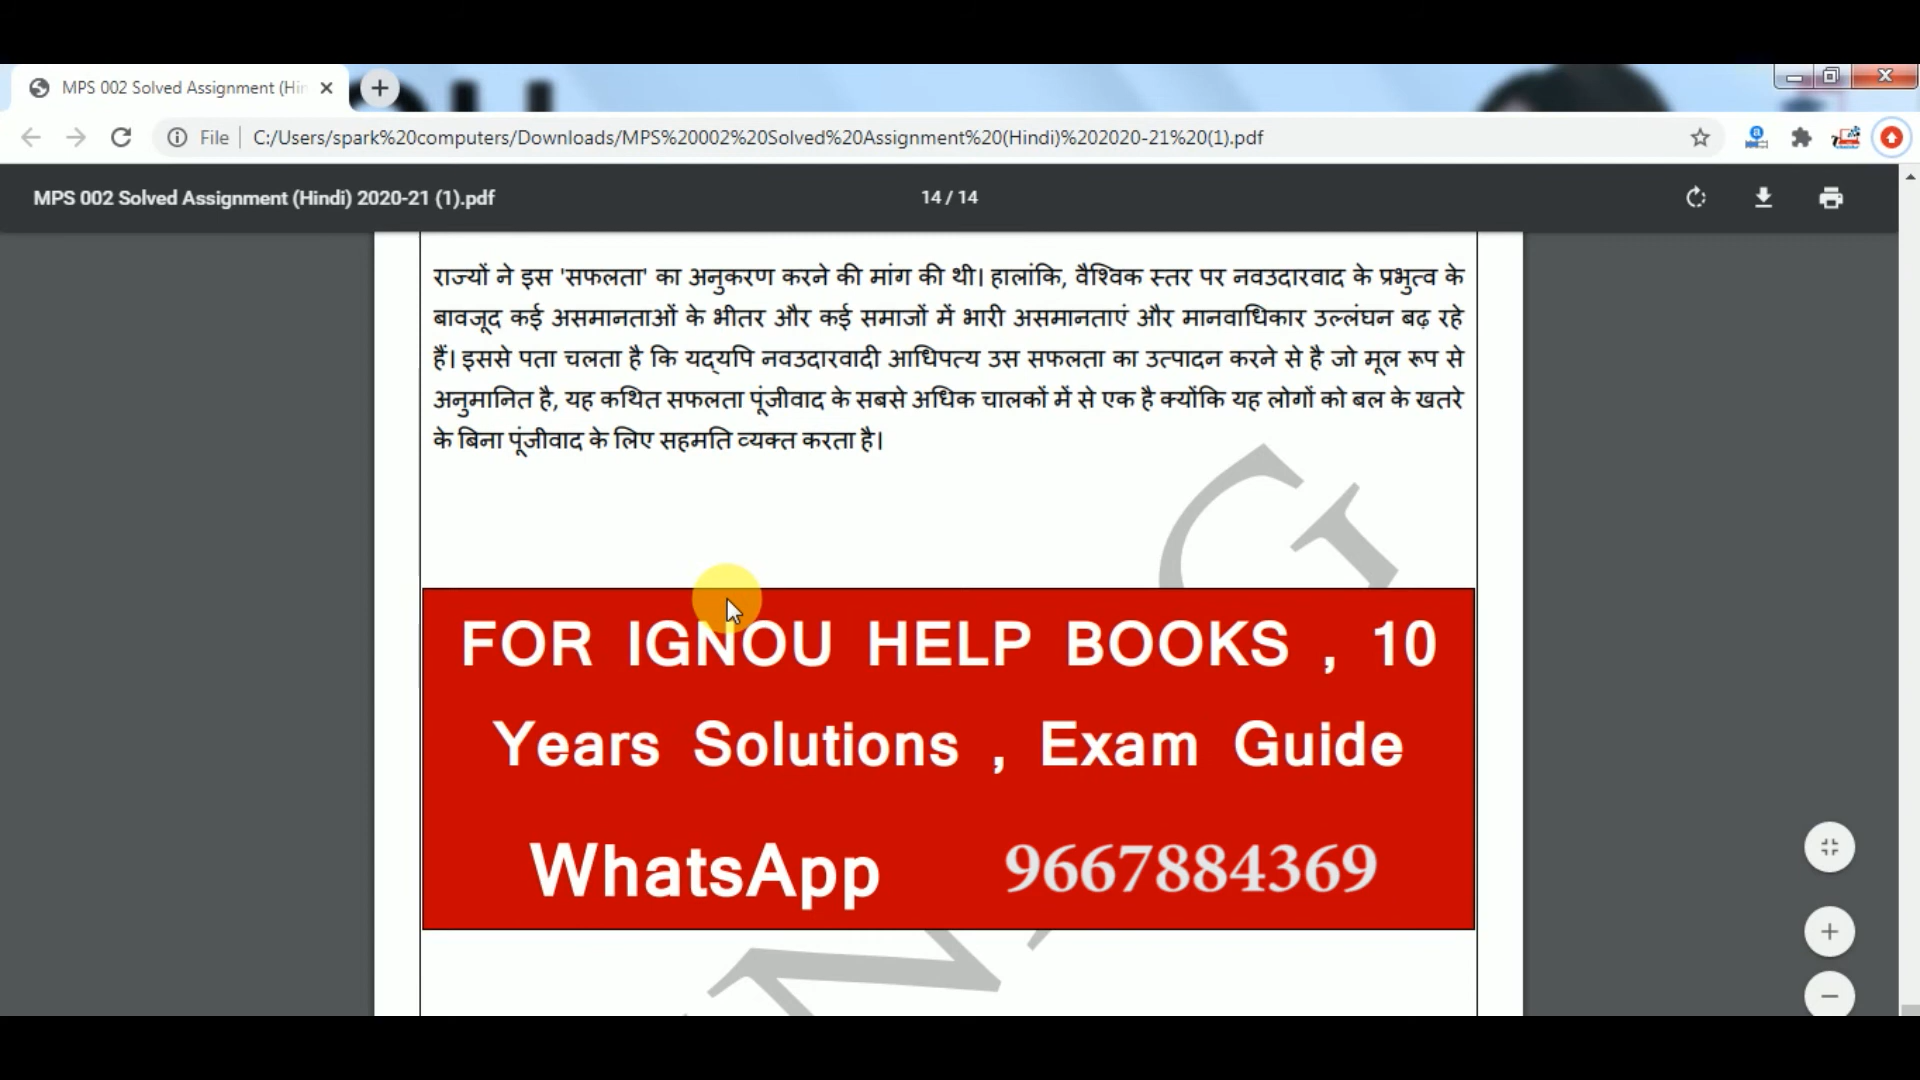 MPS 002 Solved Assignment (Hin
File
C:/Users/spark%20computers/Downloads/MPS%20002%20Solved%20Assignment%20(Hindi)%202020-21%20(1).pdf
MPS 002 Solved Assignment (Hindi) 2020-21 (1).pdf
14 / 14
राज्यों ने इस 'सफलता' का अनुकरण करने की मांग की थी। हालांकि, वैश्विक स्तर पर नवउदारवाद के प्रभुत्व के
बावजूद कई असमानताओं के भीतर और कई समाजों में भारी असमानताएं और मानवाधिकार उल्लंघन बढ़ रहे
हैं। इससे पता चलता है कि यद्यपि नवउदारवादी आधिपत्य उस सफलता का उत्पादन करने से है जो मूल रूप से
अनुमानित है, यह कथित सफलता पूंजीवाद के सबसे अधिक चालकों में से एक है क्योंकि यह लोगों को बल के खतरे
के बिना पूंजीवाद के लिए सहमति व्यक्त करता है।
FOR IGNOU HELP BOOKS , 10
Years Solutions , Exam Guide
WhatsApp 9667884369